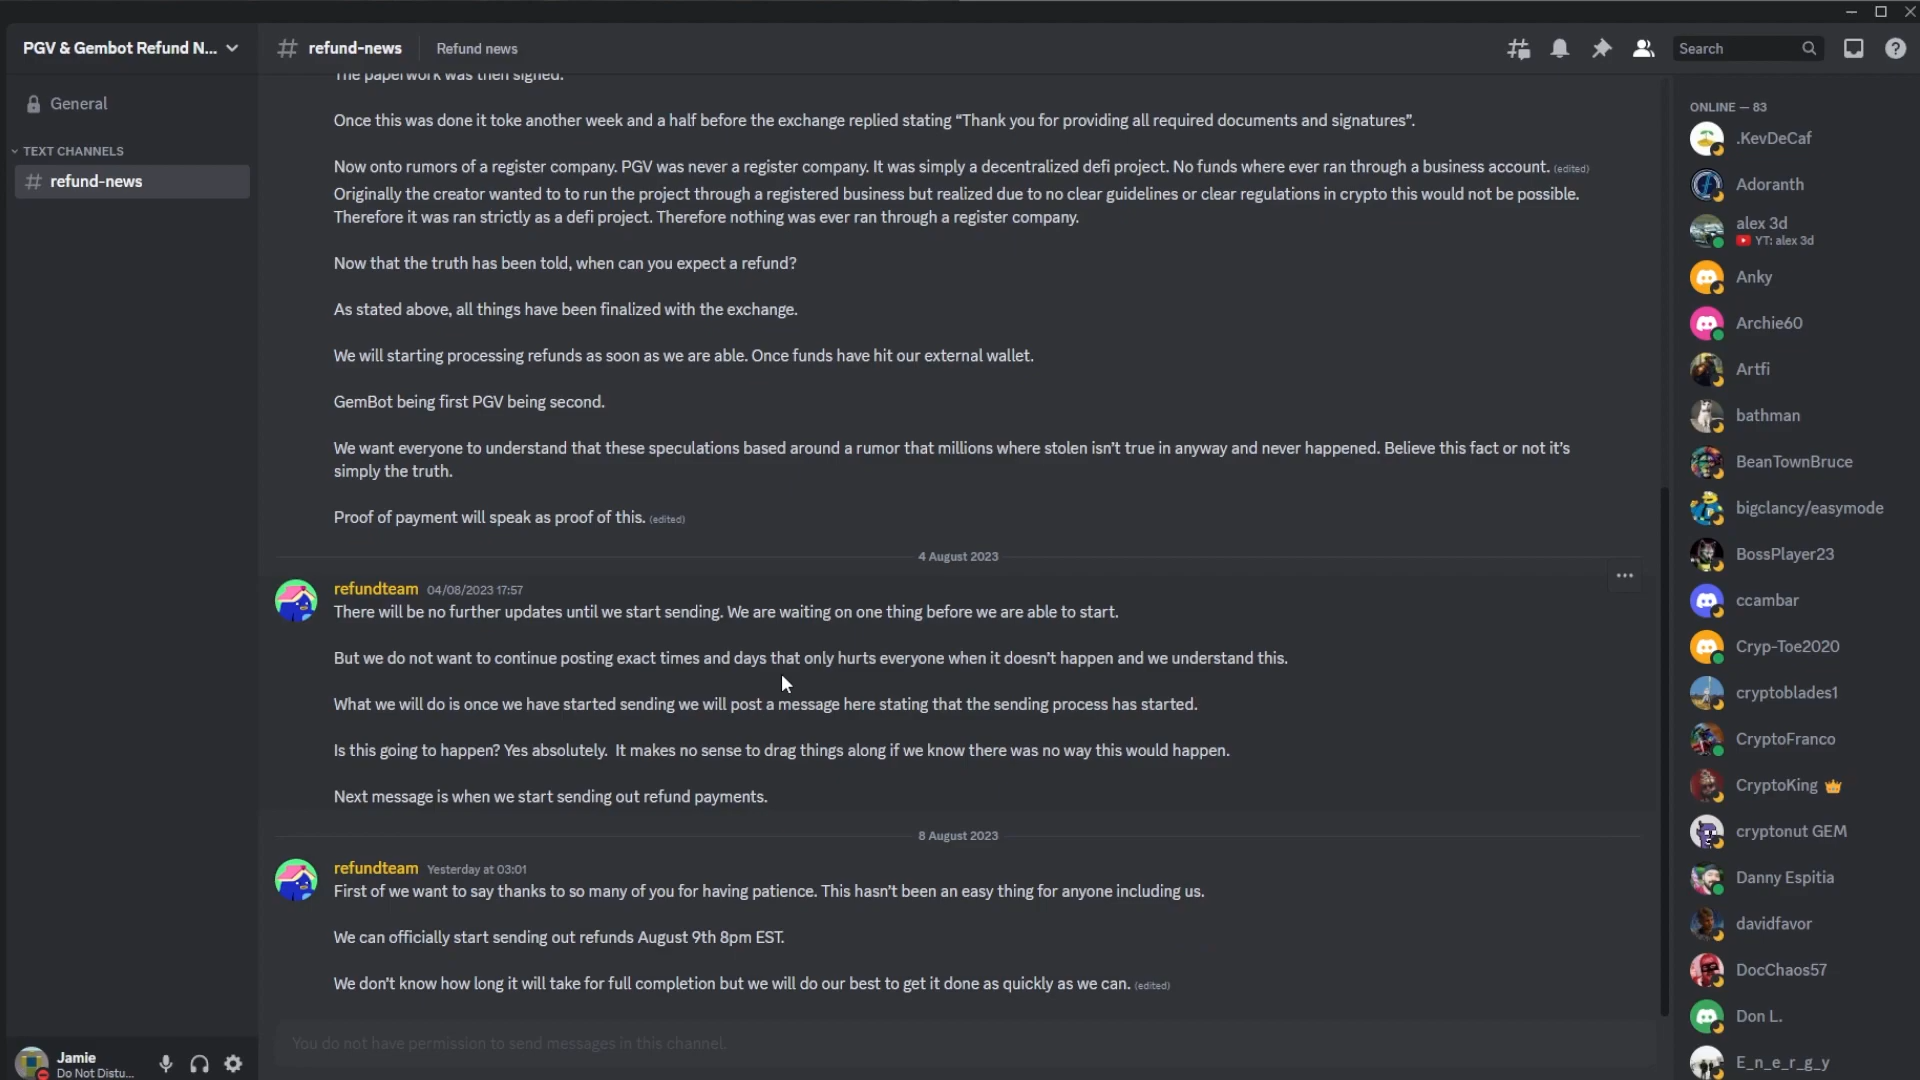 PGV & Gembot Refund N...
refund-news
Refund news
Search
General
TEXT CHANNELS
refund-news
The paperwork was then signed.
Once this was done it toke another week and a half before the exchange replied stating “Thank you for providing all required documents and signatures”.
Now onto rumors of a register company. PGV was never a register company. It was simply a decentralized defi project. No funds where ever ran through a business account. (edited)
Originally the creator wanted to to run the project through a registered business but realized due to no clear guidelines or clear regulations in crypto this would not be possible.
Therefore it was ran strictly as a defi project. Therefore nothing was ever ran through a register company.
Now that the truth has been told, when can you expect a refund?
As stated above, all things have been finalized with the exchange.
We will starting processing refunds as soon as we are able. Once funds have hit our external wallet.
GemBot being first PGV being second.
We want everyone to understand that these speculations based around a rumor that millions where stolen isn’t true in anyway and never happened. Believe this fact or not it’s
simply the truth.
Proof of payment will speak as proof of this. (edited)
4 August 2023
refundteam 04/08/2023 17:57
There will be no further updates until we start sending. We are waiting on one thing before we are able to start.
But we do not want to continue posting exact times and days that only hurts everyone when it doesn’t happen and we understand this.
What we will do is once we have started sending we will post a message here stating that the sending process has started.
Is this going to happen? Yes absolutely.  It makes no sense to drag things along if we know there was no way this would happen.
Next message is when we start sending out refund payments.
8 August 2023
refundteam Yesterday at 03:01
First of we want to say thanks to so many of you for having patience. This hasn’t been an easy thing for anyone including us.
We can officially start sending out refunds August 9th 8pm EST.
We don’t know how long it will take for full completion but we will do our best to get it done as quickly as we can. (edited)
You do not have permission to send messages in this channel.
Jamie
Do Not Distu...
ONLINE — 83
.KevDeCaf
Adoranth
alex 3d
YT: alex 3d
Anky
Archie60
Artfi
bathman
BeanTownBruce
bigclancy/easymode
BossPlayer23
ccambar
Cryp-Toe2020
cryptoblades1
CryptoFranco
CryptoKing
cryptonut GEM
Danny Espitia
davidfavor
DocChaos57
Don L.
E_n_e_r_g_y